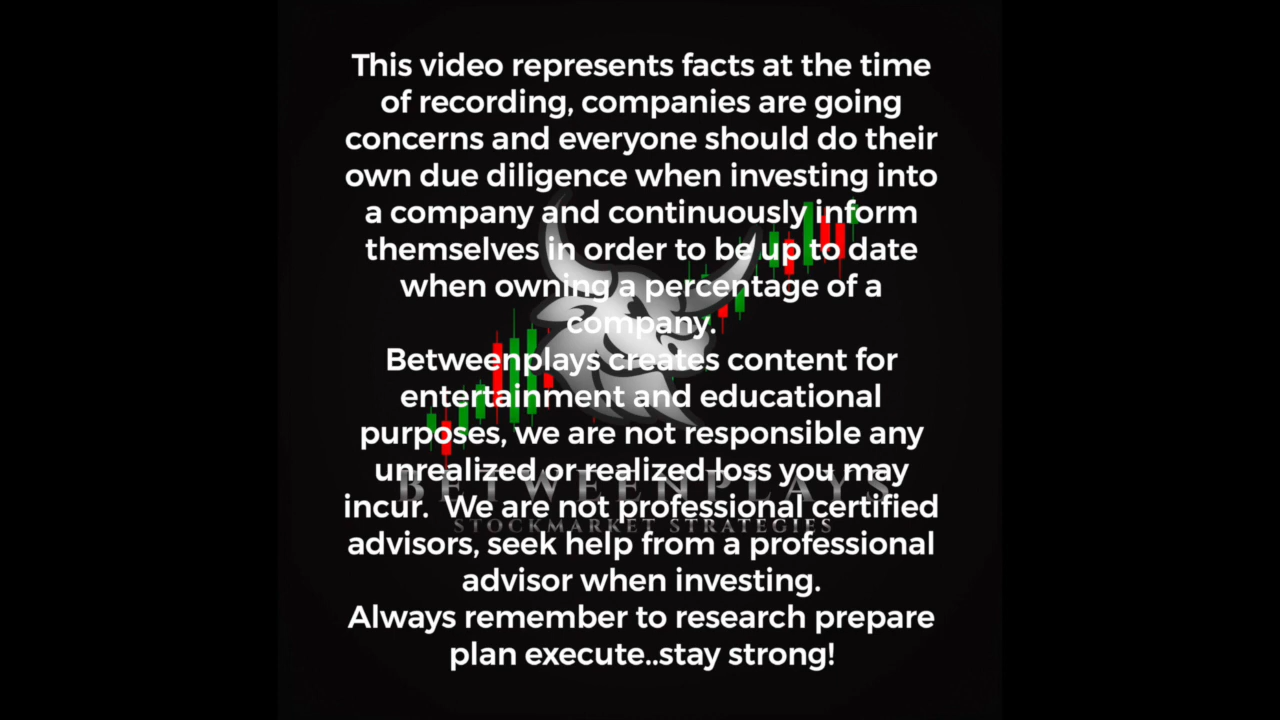 This video represents facts at the time
of recording, companies are going
concerns and everyone should do their
own due diligence when investing into
a company and continuously inform
themselves in order to be up to date
when owning a percentage of a
company.
Betweenplays creates content for
entertainment and educational
purposes, we are not responsible any
unrealized or realized loss you may
BETWEENPLAYS
incur.  We are not professional certified
STOCKMARKET STRATEGIES
advisors, seek help from a professional
advisor when investing.
Always remember to research prepare
plan execute..stay strong!